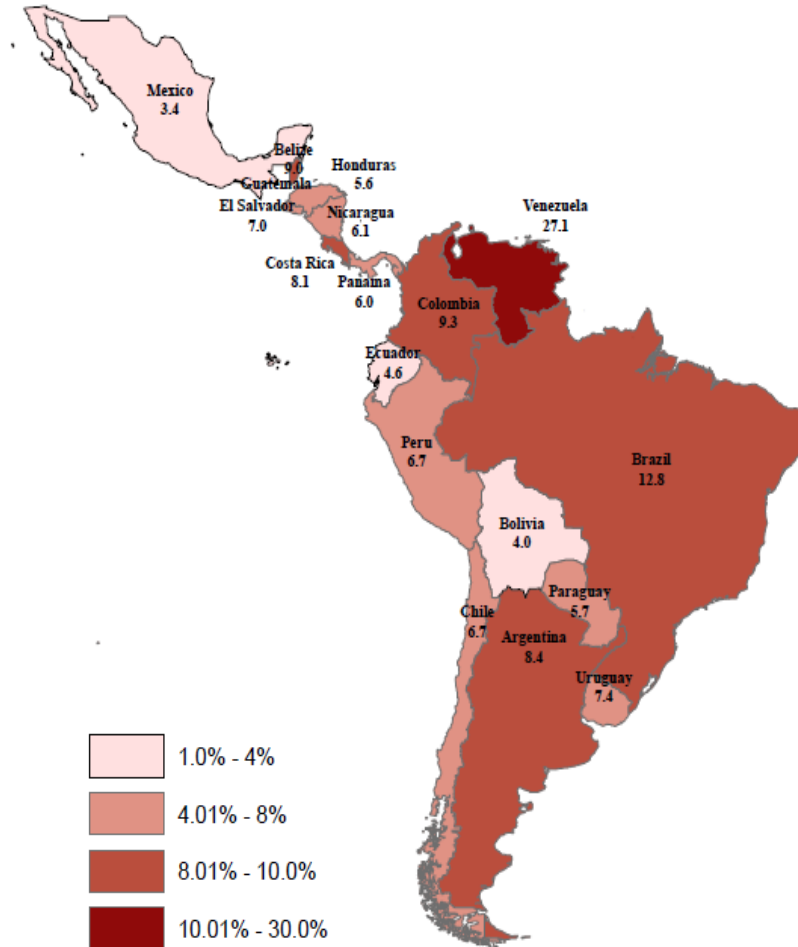 Mexico
3.4
Belize
9.0
Guatemala
Honduras
5.6
El Salvador
7.0
Nicaragua
6.1
Costa Rica
8.1
Panama
6.0
Venezuela
27.1
Colombia
9.3
Ecuador
4.6
Peru
6.7
Brazil
12.8
Bolivia
4.0
Paraguay
5.7
Chile
6.7
Argentina
8.4
Uruguay
7.4
1.0% - 4%
4.01% - 8%
8.01% - 10.0%
10.01% - 30.0%